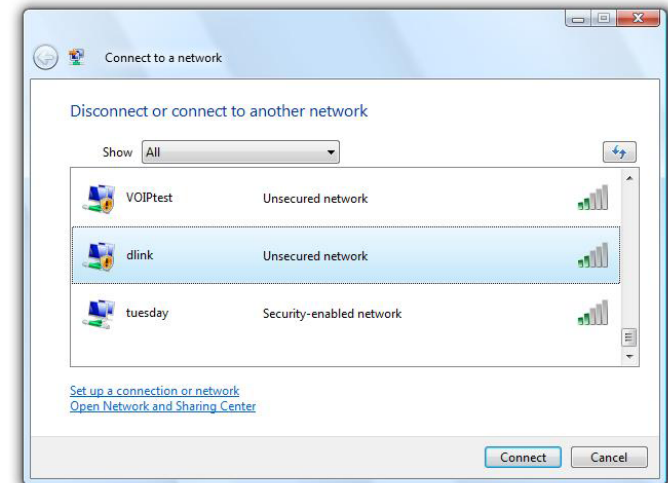 Connect to a network
Disconnect or connect to another network
Show All
VOIPtest Unsecured network
dlink Unsecured network
tuesday Security-enabled network
Set up a connection or network
Open Network and Sharing Center
Connect Cancel